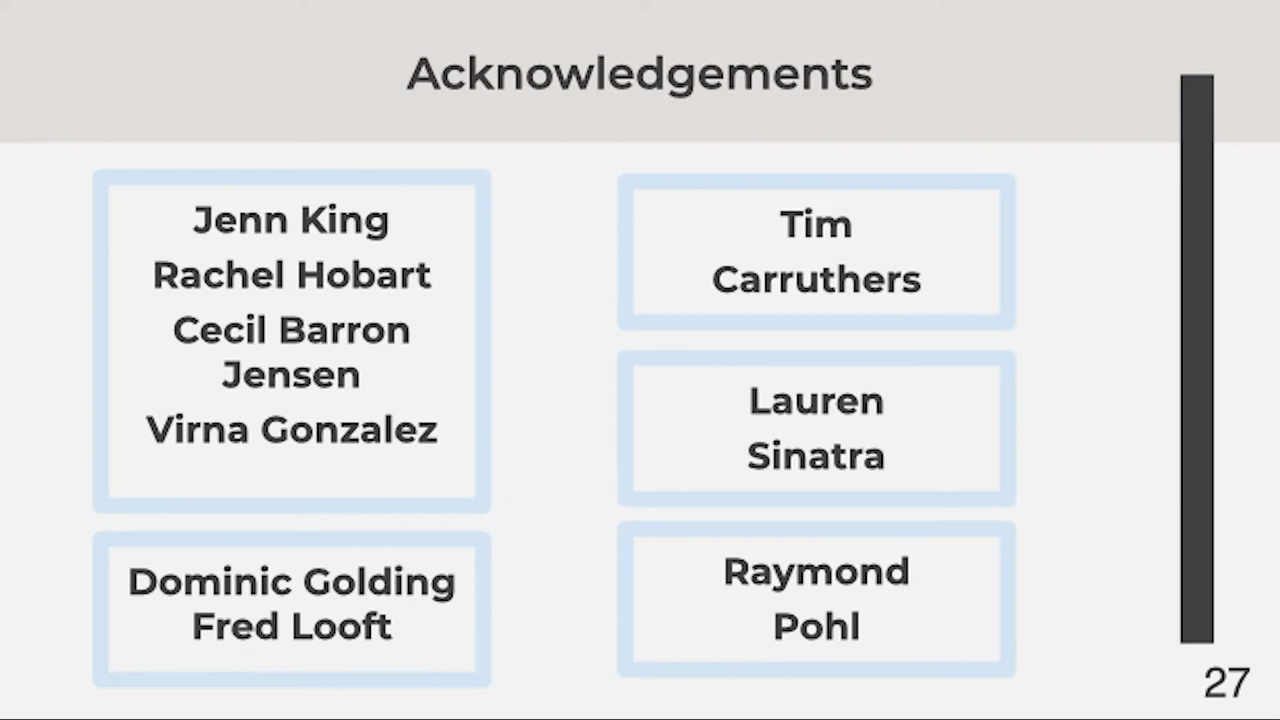 Acknowledgements
Jenn King
Rachel Hobart
Cecil Barron
Jensen
Virna Gonzalez
Dominic Golding
Fred Looft
Tim
Carruthers
Lauren
Sinatra
Raymond
Pohl
27